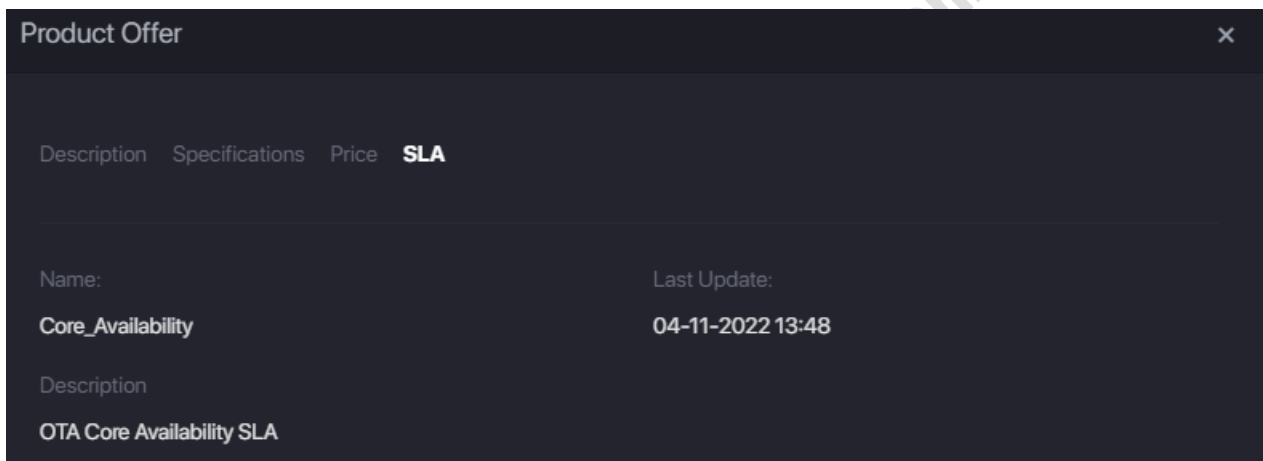 Product Offer ×
Description Specifications Price SLA
Name: Last Update:
Core_Availability 04-11-2022 13:48
Description
OTA Core Availability SLA